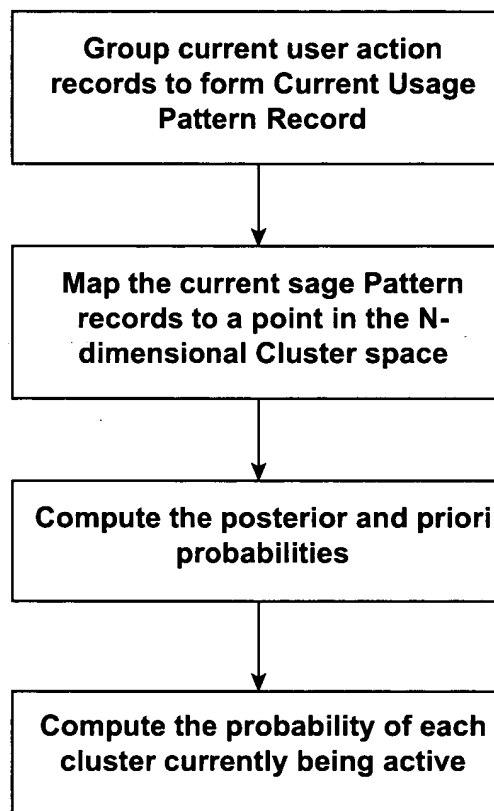 Group current user action
records to form Current Usage
Pattern Record
Map the current sage Pattern
records to a point in the N-
dimensional Cluster space
Compute the posterior and priori
probabilities
Compute the probability of each
cluster currently being active